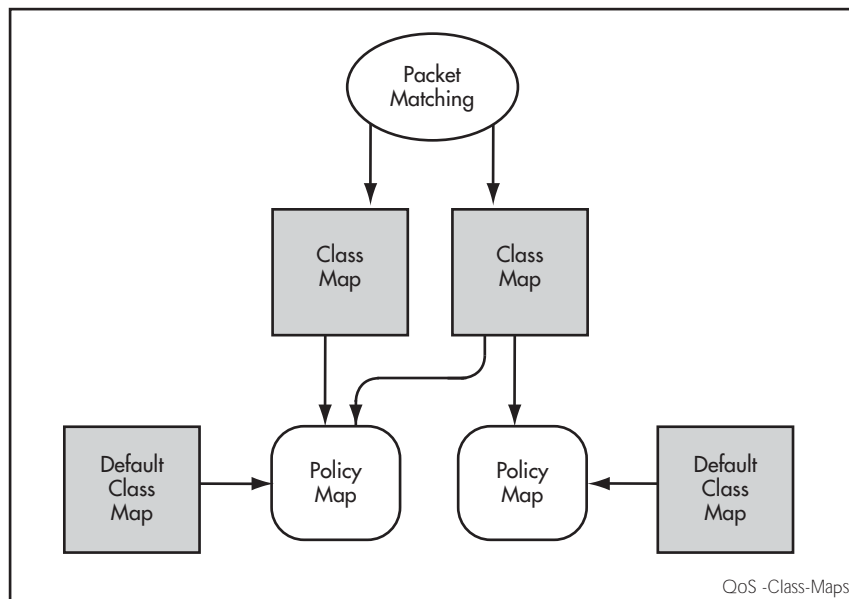 Packet
Matching
Class
Map
Class
Map
Default
Class
Map
Policy
Map
Policy
Map
Default
Class
Map
QoS -Class-Maps